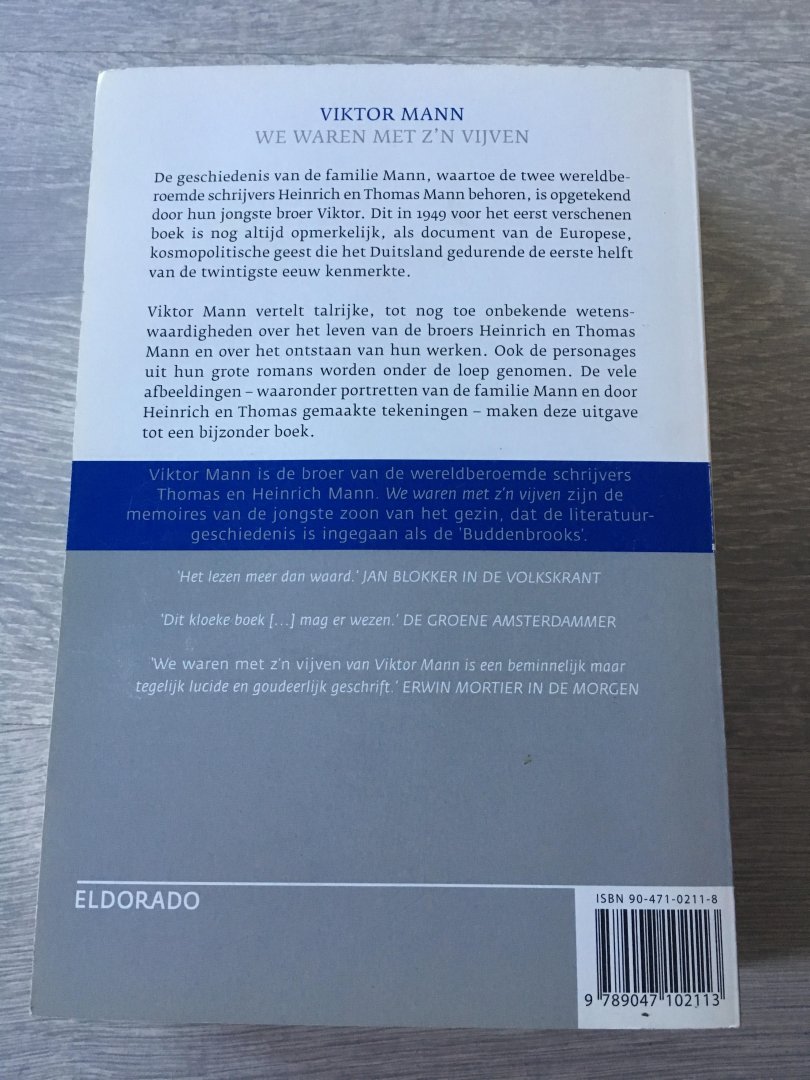 VIKTOR MANN
WE WAREN MET Z'N VIJVEN
De geschiedenis van de familie Mann, waartoe de twee wereldbe-
roemde schrijvers Heinrich en Thomas Mann behoren, is opgetekend
door hun jongste broer Viktor. Dit in 1949 voor het eerst verschenen
boek is nog altijd opmerkelijk, als document van de Europese,
kosmopolitische geest die het Duitsland gedurende de eerste helft
van de twintigste eeuw kenmerkte.
Viktor Mann vertelt talrijke, tot nog toe onbekende wetens-
waardigheden over het leven van de broers Heinrich en Thomas
Mann en over het ontstaan van hun werken. Ook de personages
uit hun grote romans worden onder de loep genomen. De vele
afbeeldingen – waaronder portretten van de familie Mann en door
Heinrich en Thomas gemaakte tekeningen – maken deze uitgave
tot een bijzonder boek.
Viktor Mann is de broer van de wereldberoemde schrijvers
Thomas en Heinrich Mann. We waren met z'n vijven zijn de
memoires van de jongste zoon van het gezin, dat de literatuur-
geschiedenis is ingegaan als de 'Buddenbrooks'.
'Het lezen meer dan waard.' JAN BLOKKER IN DE VOLKSKRANT
'Dit kloeke boek [...] mag er wezen.' DE GROENE AMSTERDAMMER
'We waren met z'n vijven van Viktor Mann is een beminnelijk maar
tegelijk lucide en goudeerlijk geschrift.' ERWIN MORTIER IN DE MORGEN
ELDORADO
ISBN 90-471-0211-8
9 789047 102113